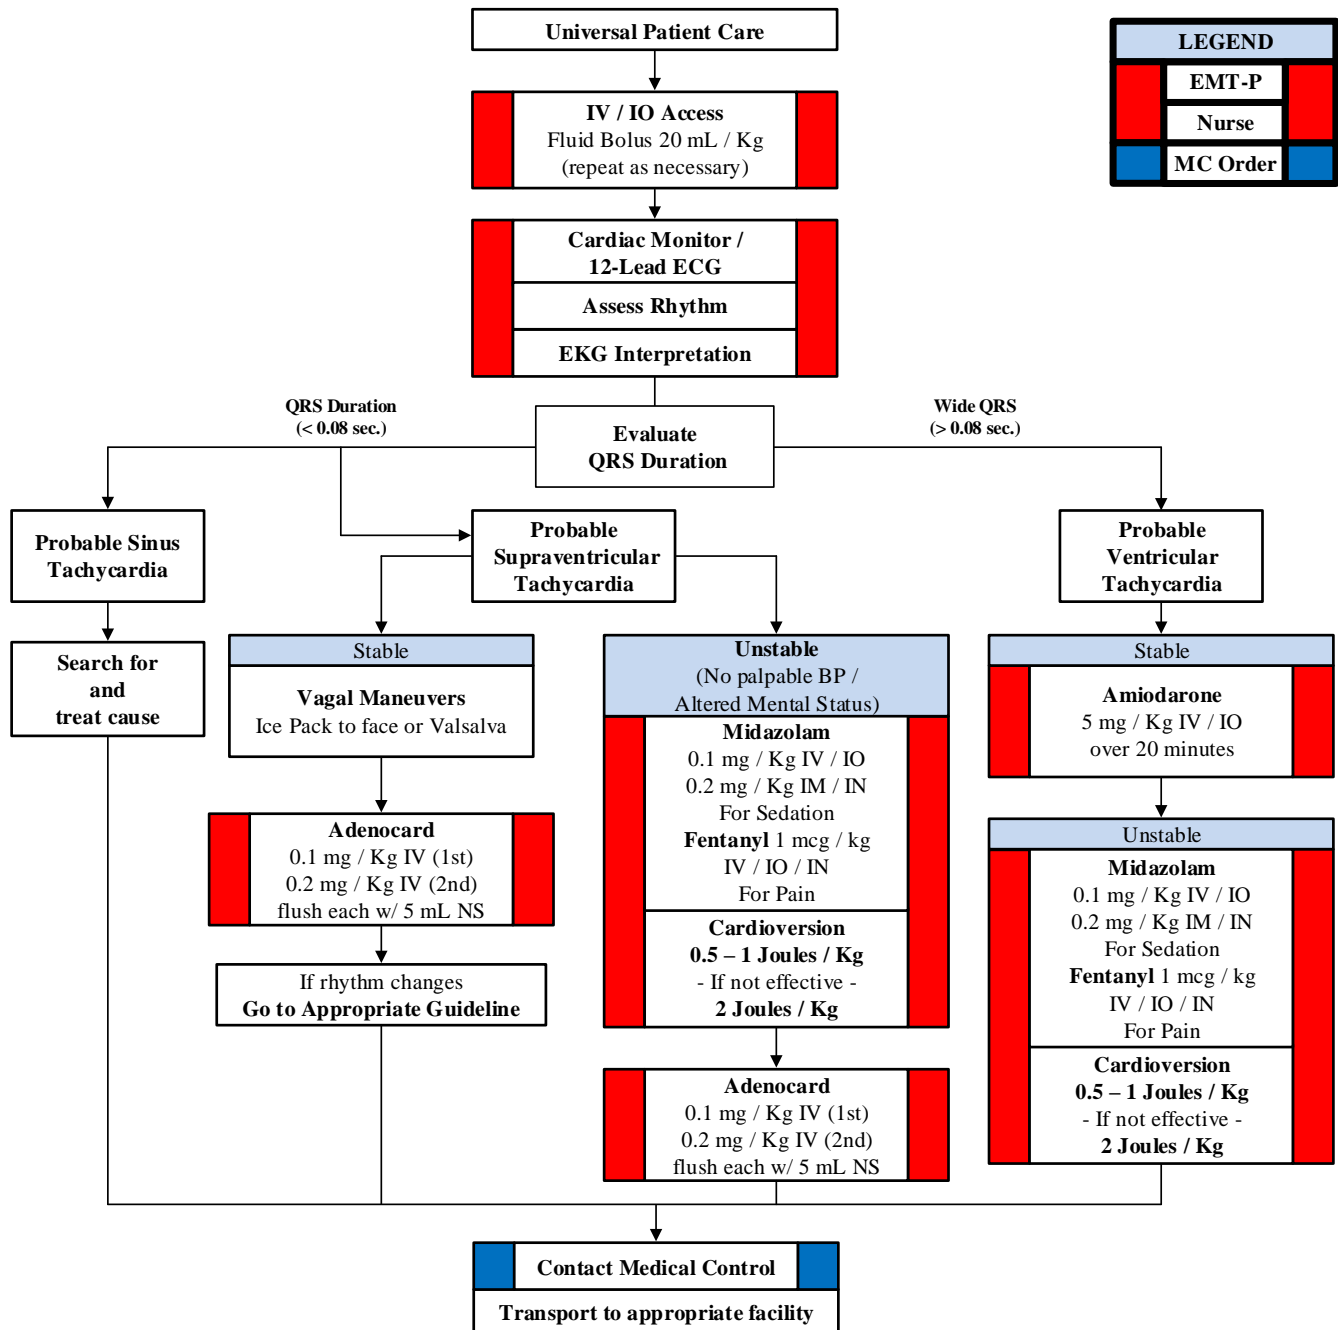 Universal Patient Care
LEGEND
EMT-P
Nurse
MC Order
IV / IO Access
Fluid Bolus 20 mL / Kg
(repeat as necessary)
Cardiac Monitor /
12-Lead ECG
Assess Rhythm
EKG Interpretation
QRS Duration
(< 0.08 sec.)
Evaluate
QRS Duration
Wide QRS
(> 0.08 sec.)
Probable Sinus
Tachycardia
Probable
Supraventricular
Tachycardia
Probable
Ventricular
Tachycardia
Search for
and
treat cause
Stable
Vagal Maneuvers
Ice Pack to face or Valsalva
Adenocard
0.1 mg / Kg IV (1st)
0.2 mg / Kg IV (2nd)
flush each w/ 5 mL NS
If rhythm changes
Go to Appropriate Guideline
Unstable
(No palpable BP /
Altered Mental Status)
Midazolam
0.1 mg / Kg IV / IO
0.2 mg / Kg IM / IN
For Sedation
Fentanyl 1 mcg / kg
IV / IO / IN
For Pain
Cardioversion
0.5 – 1 Joules / Kg
- If not effective -
2 Joules / Kg
Adenocard
0.1 mg / Kg IV (1st)
0.2 mg / Kg IV (2nd)
flush each w/ 5 mL NS
Stable
Amiodarone
5 mg / Kg IV / IO
over 20 minutes
Unstable
Midazolam
0.1 mg / Kg IV / IO
0.2 mg / Kg IM / IN
For Sedation
Fentanyl 1 mcg / kg
IV / IO / IN
For Pain
Cardioversion
0.5 – 1 Joules / Kg
- If not effective -
2 Joules / Kg
Contact Medical Control
Transport to appropriate facility